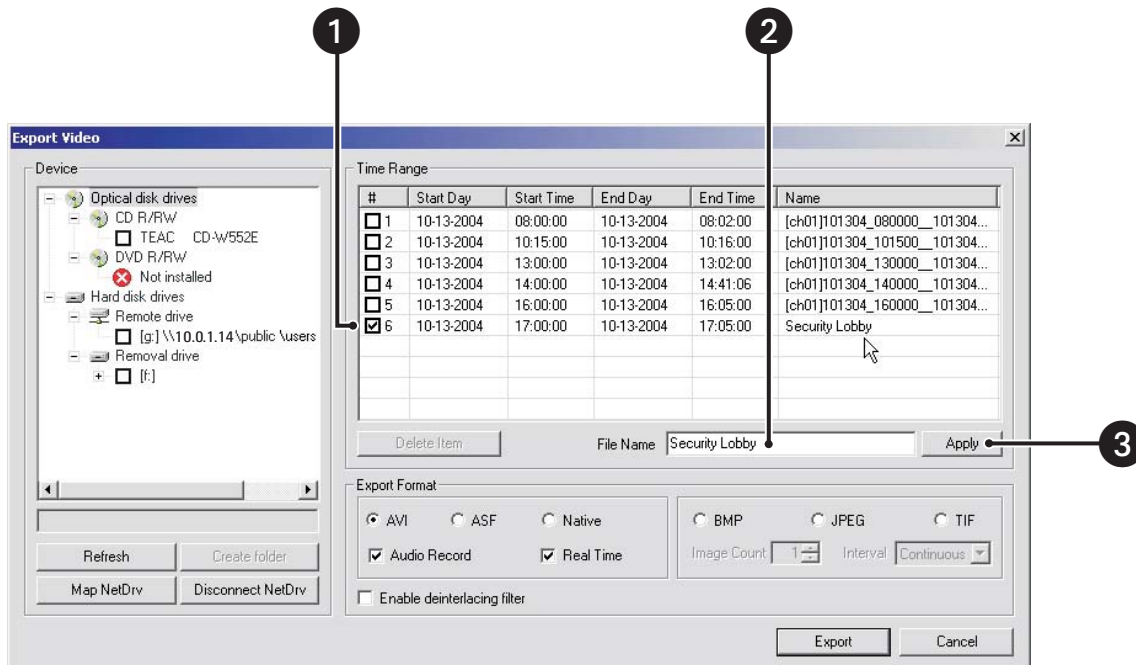 1
2
Export Video
Device
Optical disk drives
CD R/RW
TEAC CD-W552E
DVD R/RW
Not installed
Hard disk drives
Remote drive
[g:] \\10.0.1.14\public \users
Removal drive
[f:]
Refresh
Create folder
Map NetDrv
Disconnect NetDrv
Time Range
# Start Day Start Time End Day End Time Name
1 10-13-2004 08:00:00 10-13-2004 08:02:00 [ch01]101304_080000__101304...
2 10-13-2004 10:15:00 10-13-2004 10:16:00 [ch01]101304_101500__101304...
3 10-13-2004 13:00:00 10-13-2004 13:02:00 [ch01]101304_130000__101304...
4 10-13-2004 14:00:00 10-13-2004 14:41:06 [ch01]101304_140000__101304...
5 10-13-2004 16:00:00 10-13-2004 16:05:00 [ch01]101304_160000__101304...
6 10-13-2004 17:00:00 10-13-2004 17:05:00 Security Lobby
Delete Item
File Name Security Lobby
Apply
3
Export Format
AVI ASF Native
Audio Record Real Time
BMP JPEG TIF
Image Count 1 Interval Continuous
Enable deinterlacing filter
Export
Cancel